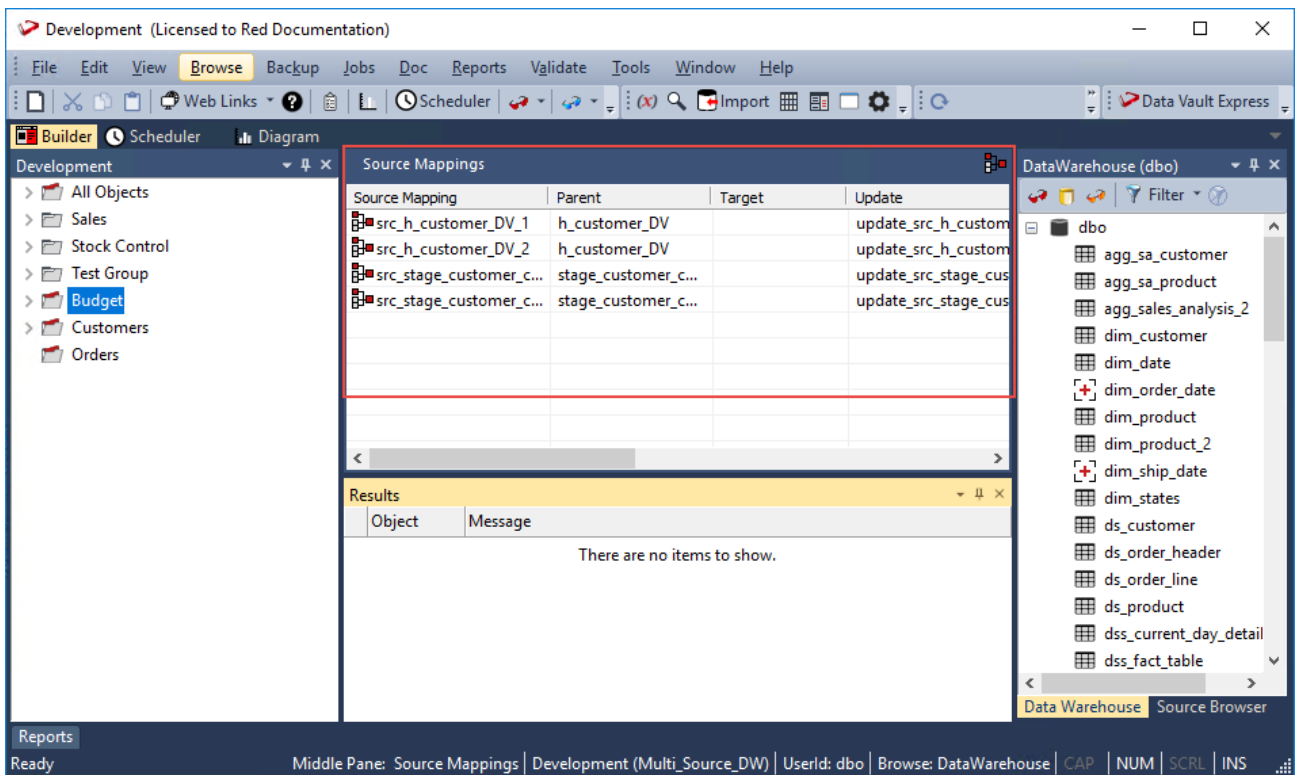 Development (Licensed to Red Documentation)
File Edit View Browse Backup Jobs Doc Reports Validate Tools Window Help
Web Links Scheduler (x) Import Data Vault Express
Builder Scheduler Diagram
Development
All Objects
Sales
Stock Control
Test Group
Budget
Customers
Orders
Source Mappings
Source Mapping Parent Target Update
src_h_customer_DV_1 h_customer_DV update_src_h_custom
src_h_customer_DV_2 h_customer_DV update_src_h_custom
src_stage_customer_c... stage_customer_c... update_src_stage_cus
src_stage_customer_c... stage_customer_c... update_src_stage_cus
Results
Object Message
There are no items to show.
DataWarehouse (dbo)
Filter
dbo
agg_sa_customer
agg_sa_product
agg_sales_analysis_2
dim_customer
dim_date
dim_order_date
dim_product
dim_product_2
dim_ship_date
dim_states
ds_customer
ds_order_header
ds_order_line
ds_product
dss_current_day_detail
dss_fact_table
Data Warehouse Source Browser
Reports
Ready Middle Pane: Source Mappings Development (Multi_Source_DW) UserId: dbo Browse: DataWarehouse CAP NUM SCRL INS